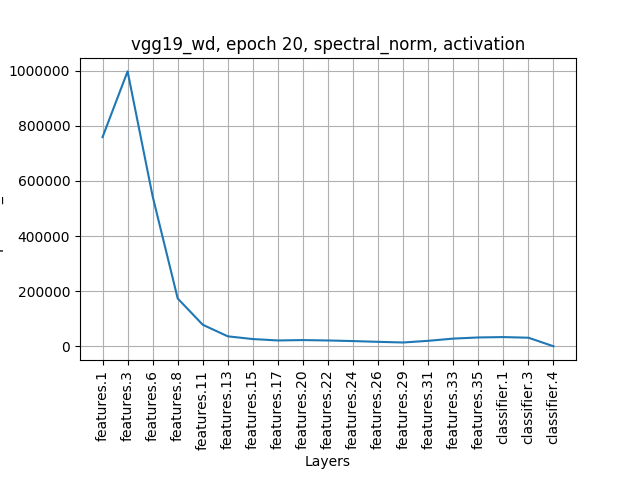 vgg19_wd, epoch 20, spectral_norm, activation
1000000
800000
600000
400000
200000
0
features.1
features.3
features.6
features.8
features.11
features.13
features.15
features.17
features.20
features.22
features.24
features.26
features.29
features.31
features.33
features.35
classifier.1
classifier.3
classifier.4
Layers